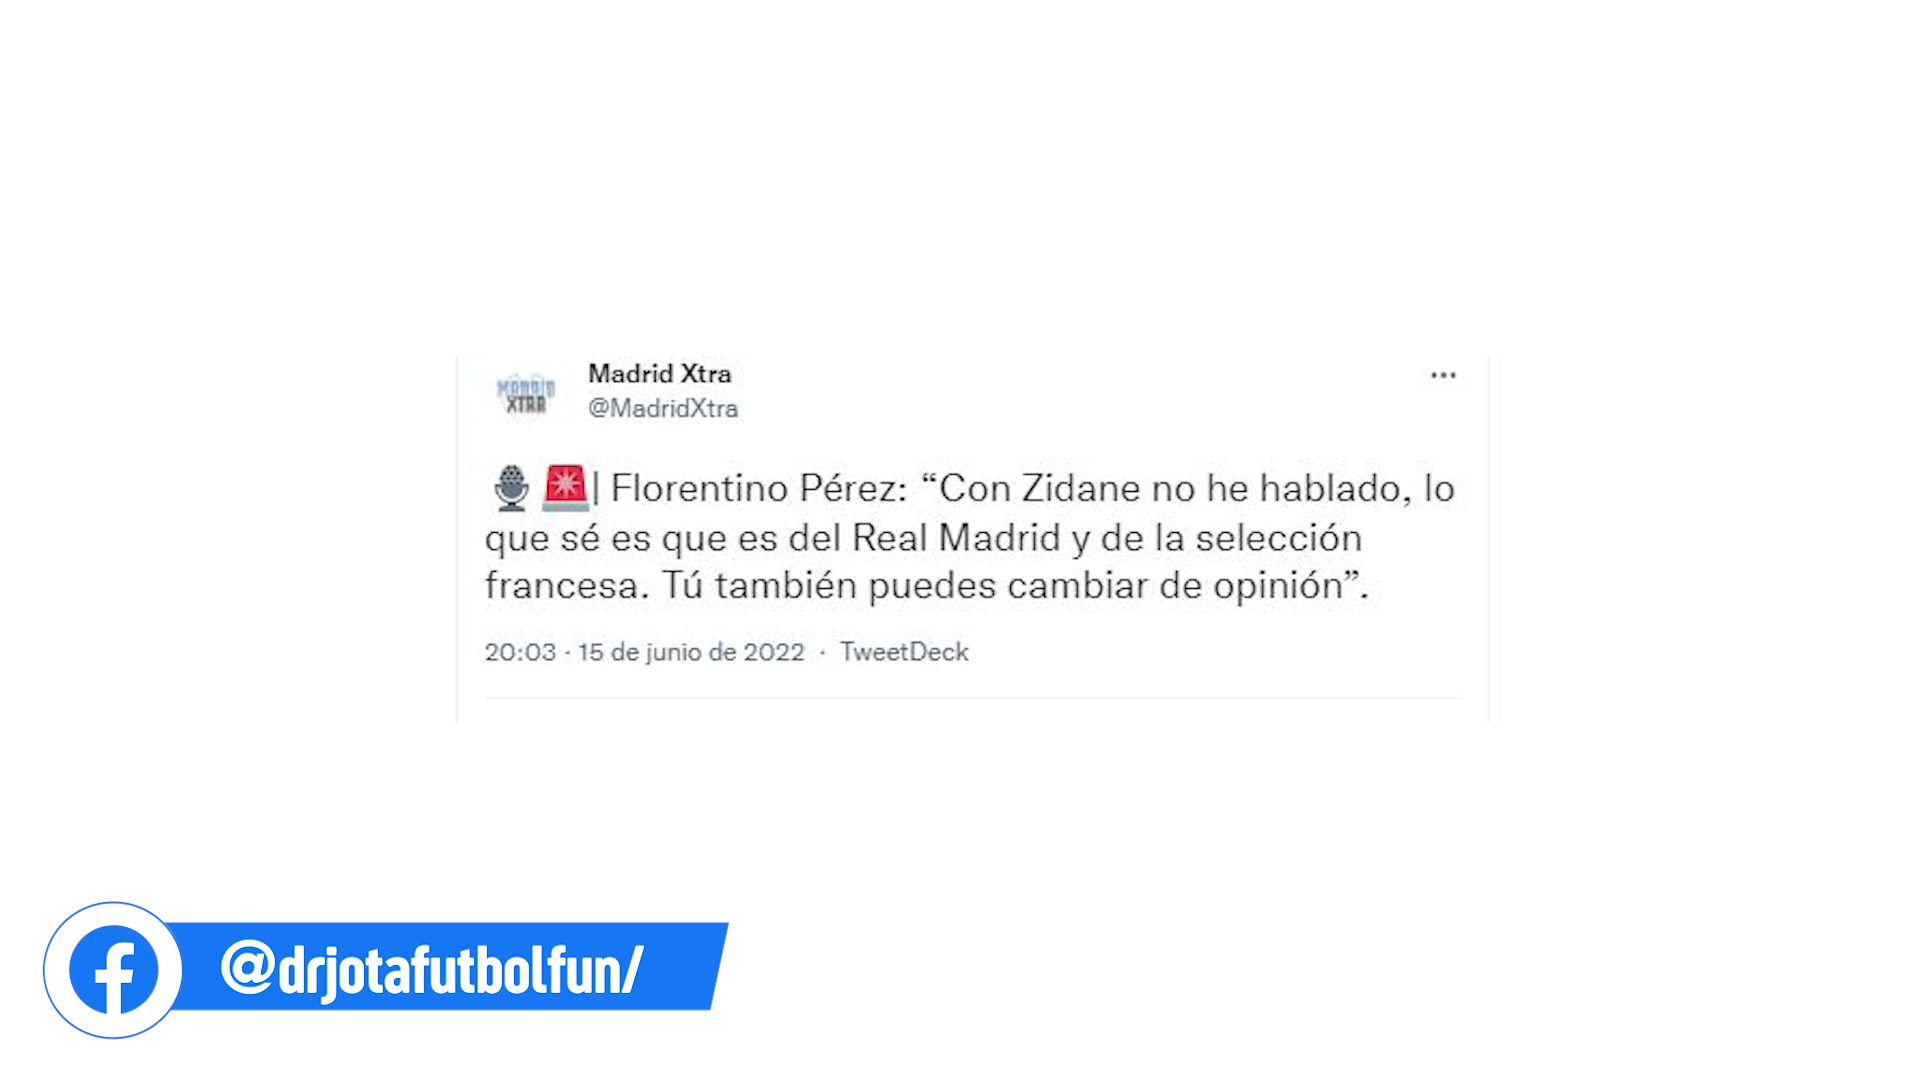 MADRID
XTRA
Madrid Xtra
@MadridXtra
...
| Florentino Pérez: “Con Zidane no he hablado, lo
que sé es que es del Real Madrid y de la selección
francesa. Tú también puedes cambiar de opinión”.
20:03 · 15 de junio de 2022 · TweetDeck
@drjotafutbolfun/